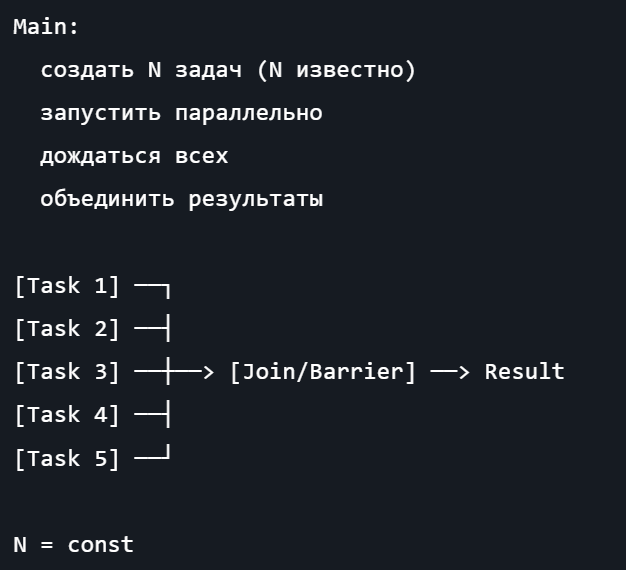 Main:
  создать N задач (N известно)
  запустить параллельно
  дождаться всех
  объединить результаты

[Task 1] ──┐
[Task 2] ──┤
[Task 3] ──┼──> [Join/Barrier] ──> Result
[Task 4] ──┤
[Task 5] ──┘

N = const